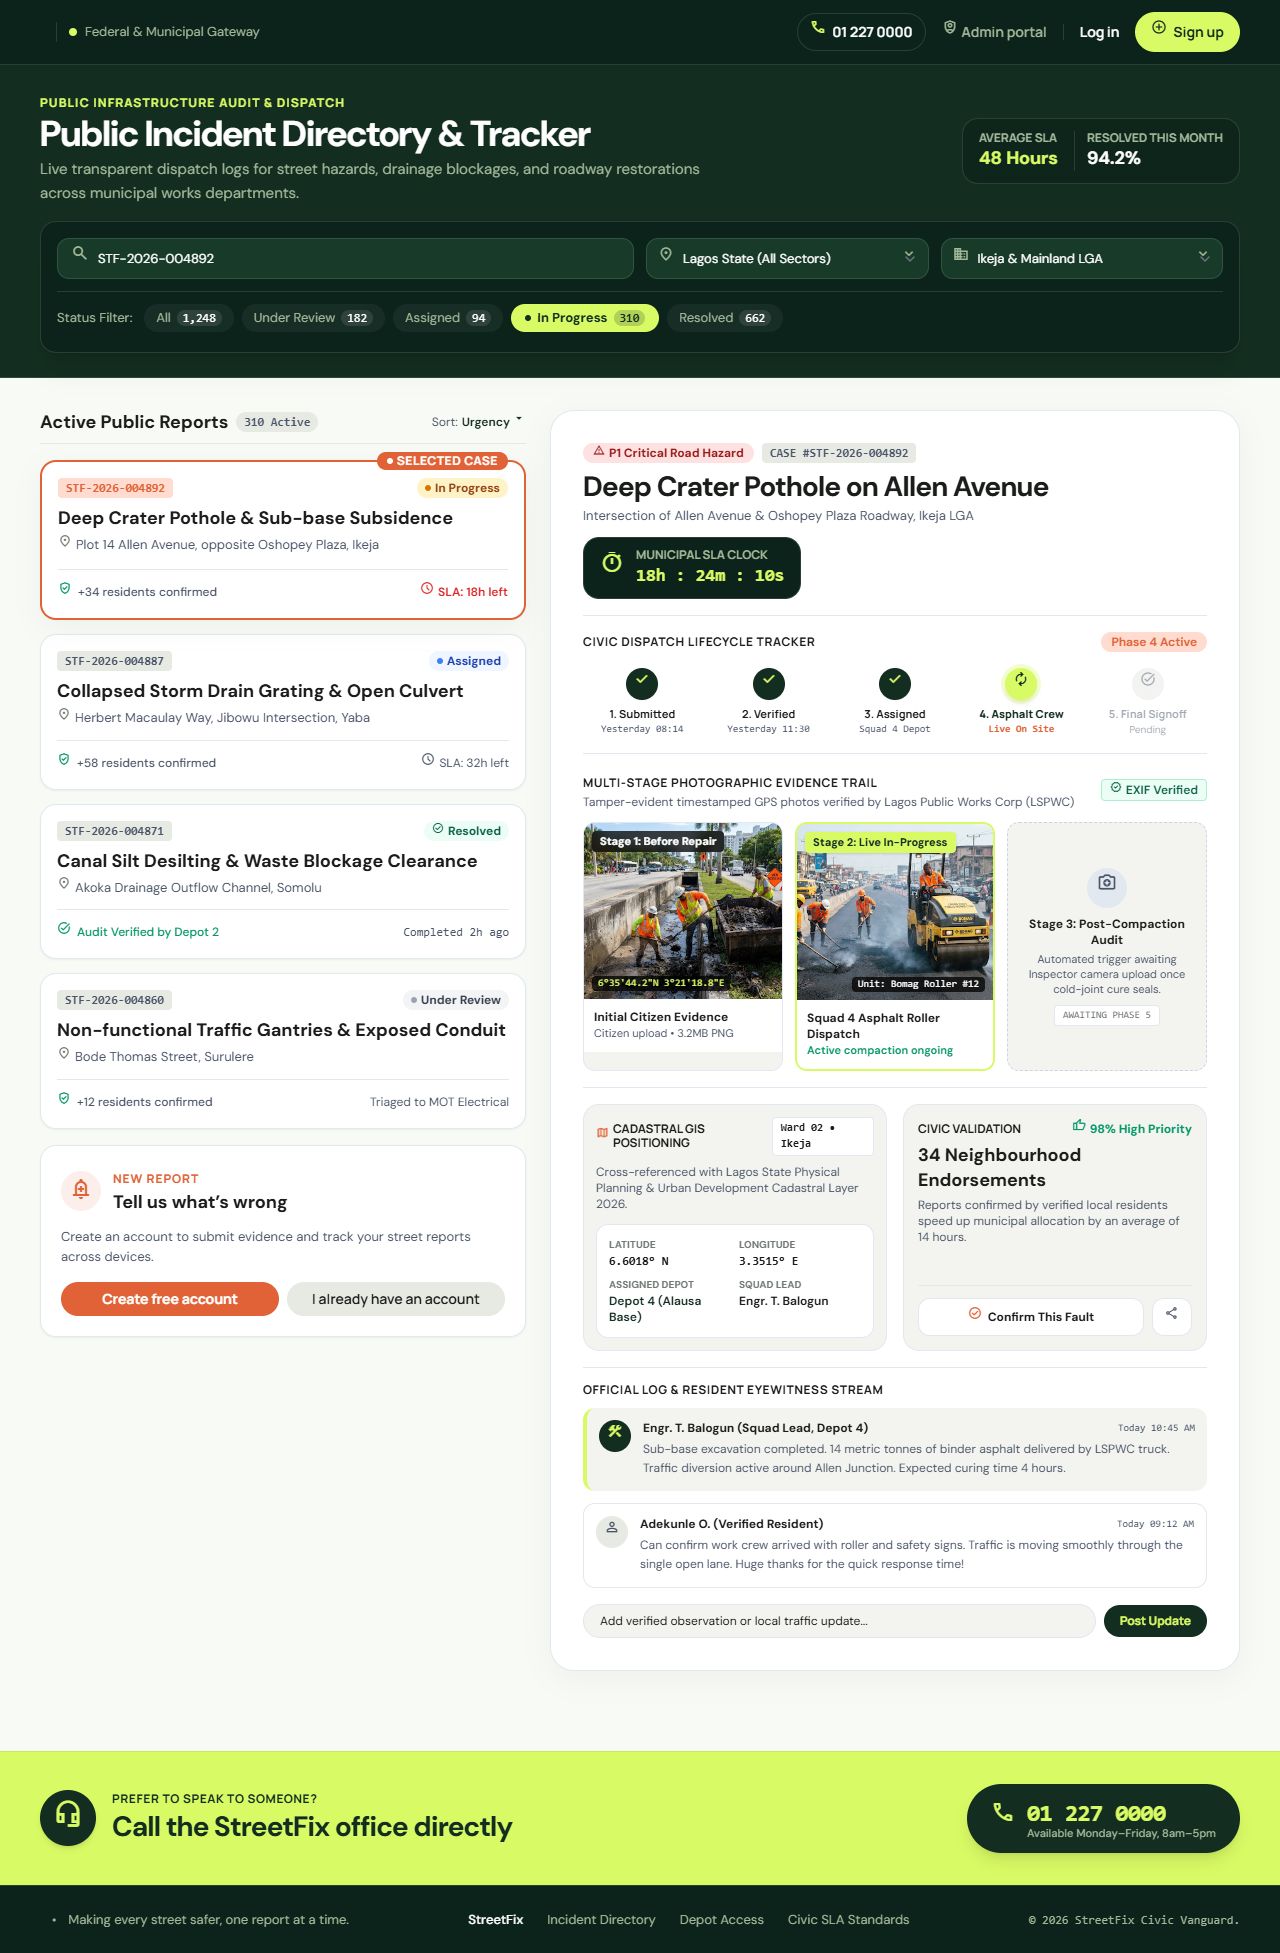 Federal & Municipal Gateway
01 227 0000
Admin portal
Log in
Sign up
PUBLIC INFRASTRUCTURE AUDIT & DISPATCH
Public Incident Directory & Tracker
Live transparent dispatch logs for street hazards, drainage blockages, and roadway restorations
across municipal works departments.
AVERAGE SLA
48 Hours
RESOLVED THIS MONTH
94.2%
STF-2026-004892
Lagos State (All Sectors)
Ikeja & Mainland LGA
Status Filter:
All 1,248
Under Review 182
Assigned 94
In Progress 310
Resolved 662
Active Public Reports 310 Active
Sort: Urgency
SELECTED CASE
STF-2026-004892
In Progress
Deep Crater Pothole & Sub-base Subsidence
Plot 14 Allen Avenue, opposite Oshopey Plaza, Ikeja
+34 residents confirmed
SLA: 18h left
STF-2026-004887
Assigned
Collapsed Storm Drain Grating & Open Culvert
Herbert Macaulay Way, Jibowu Intersection, Yaba
+58 residents confirmed
SLA: 32h left
STF-2026-004871
Resolved
Canal Silt Desilting & Waste Blockage Clearance
Akoka Drainage Outflow Channel, Somolu
Audit Verified by Depot 2
Completed 2h ago
STF-2026-004860
Under Review
Non-functional Traffic Gantries & Exposed Conduit
Bode Thomas Street, Surulere
+12 residents confirmed
Triaged to MOT Electrical
NEW REPORT
Tell us what's wrong
Create an account to submit evidence and track your street reports
across devices.
Create free account
I already have an account
P1 Critical Road Hazard
CASE #STF-2026-004892
Deep Crater Pothole on Allen Avenue
Intersection of Allen Avenue & Oshopey Plaza Roadway, Ikeja LGA
MUNICIPAL SLA CLOCK
18h : 24m : 10s
CIVIC DISPATCH LIFECYCLE TRACKER
Phase 4 Active
1. Submitted
Yesterday 08:14
2. Verified
Yesterday 11:30
3. Assigned
Squad 4 Depot
4. Asphalt Crew
Live On Site
5. Final Signoff
Pending
MULTI-STAGE PHOTOGRAPHIC EVIDENCE TRAIL
Tamper-evident timestamped GPS photos verified by Lagos Public Works Corp (LSPWC)
EXIF Verified
Stage 1: Before Repair
6°35'44.2"N 3°21'18.8"E
Initial Citizen Evidence
Citizen upload • 3.2MB PNG
Stage 2: Live In-Progress
BOMAG
Unit: Bomag Roller #12
Squad 4 Asphalt Roller
Dispatch
Active compaction ongoing
Stage 3: Post-Compaction
Audit
Automated trigger awaiting
Inspector camera upload once
cold-joint cure seals.
AWAITING PHASE 5
CADASTRAL GIS
POSITIONING
Ward 02 •
Ikeja
Cross-referenced with Lagos State Physical
Planning & Urban Development Cadastral Layer
2026.
LATITUDE
6.6018° N
LONGITUDE
3.3515° E
ASSIGNED DEPOT
Depot 4 (Alausa
Base)
SQUAD LEAD
Engr. T. Balogun
CIVIC VALIDATION
98% High Priority
34 Neighbourhood
Endorsements
Reports confirmed by verified local residents
speed up municipal allocation by an average of
14 hours.
Confirm This Fault
OFFICIAL LOG & RESIDENT EYEWITNESS STREAM
Engr. T. Balogun (Squad Lead, Depot 4)
Today 10:45 AM
Sub-base excavation completed. 14 metric tonnes of binder asphalt delivered by LSPWC truck.
Traffic diversion active around Allen Junction. Expected curing time 4 hours.
Adekunle O. (Verified Resident)
Today 09:12 AM
Can confirm work crew arrived with roller and safety signs. Traffic is moving smoothly through the
single open lane. Huge thanks for the quick response time!
Add verified observation or local traffic update...
Post Update
PREFER TO SPEAK TO SOMEONE?
Call the StreetFix office directly
01 227 0000
Available Monday–Friday, 8am–5pm
• Making every street safer, one report at a time.
StreetFix
Incident Directory
Depot Access
Civic SLA Standards
© 2026 StreetFix Civic Vanguard.